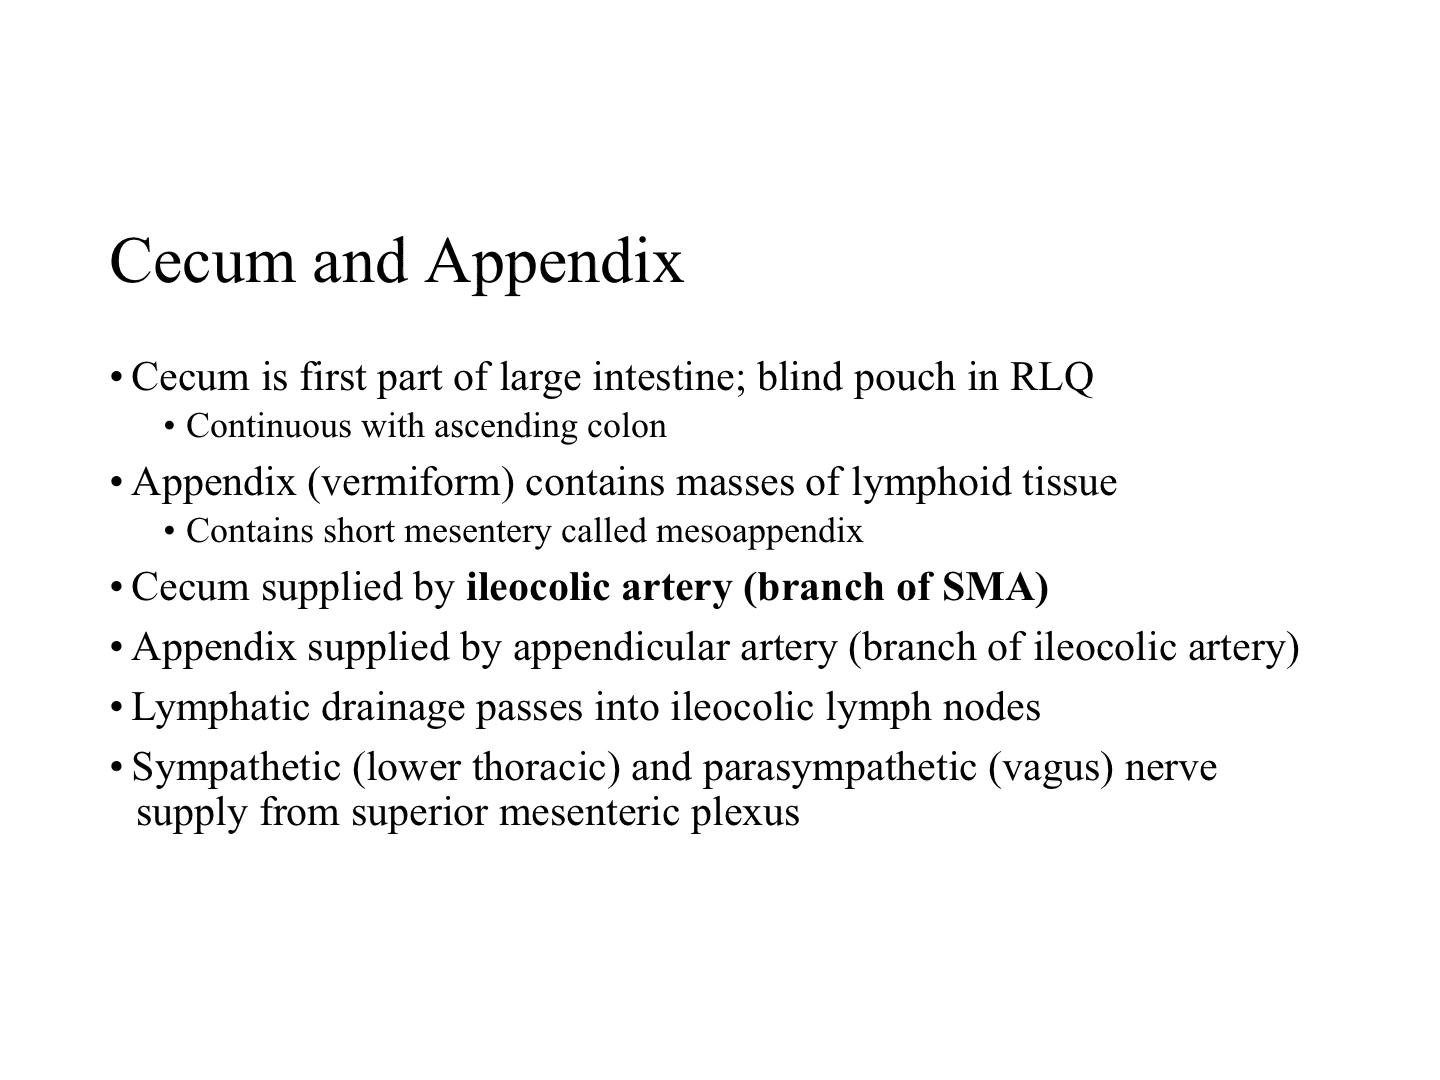 Cecum and Appendix
• Cecum is first part of large intestine; blind pouch in RLQ
• Continuous with ascending colon
• Appendix (vermiform) contains masses of lymphoid tissue
• Contains short mesentery called mesoappendix
• Cecum supplied by ileocolic artery (branch of SMA)
• Appendix supplied by appendicular artery (branch of ileocolic artery)
• Lymphatic drainage passes into ileocolic lymph nodes
• Sympathetic (lower thoracic) and parasympathetic (vagus) nerve
supply from superior mesenteric plexus